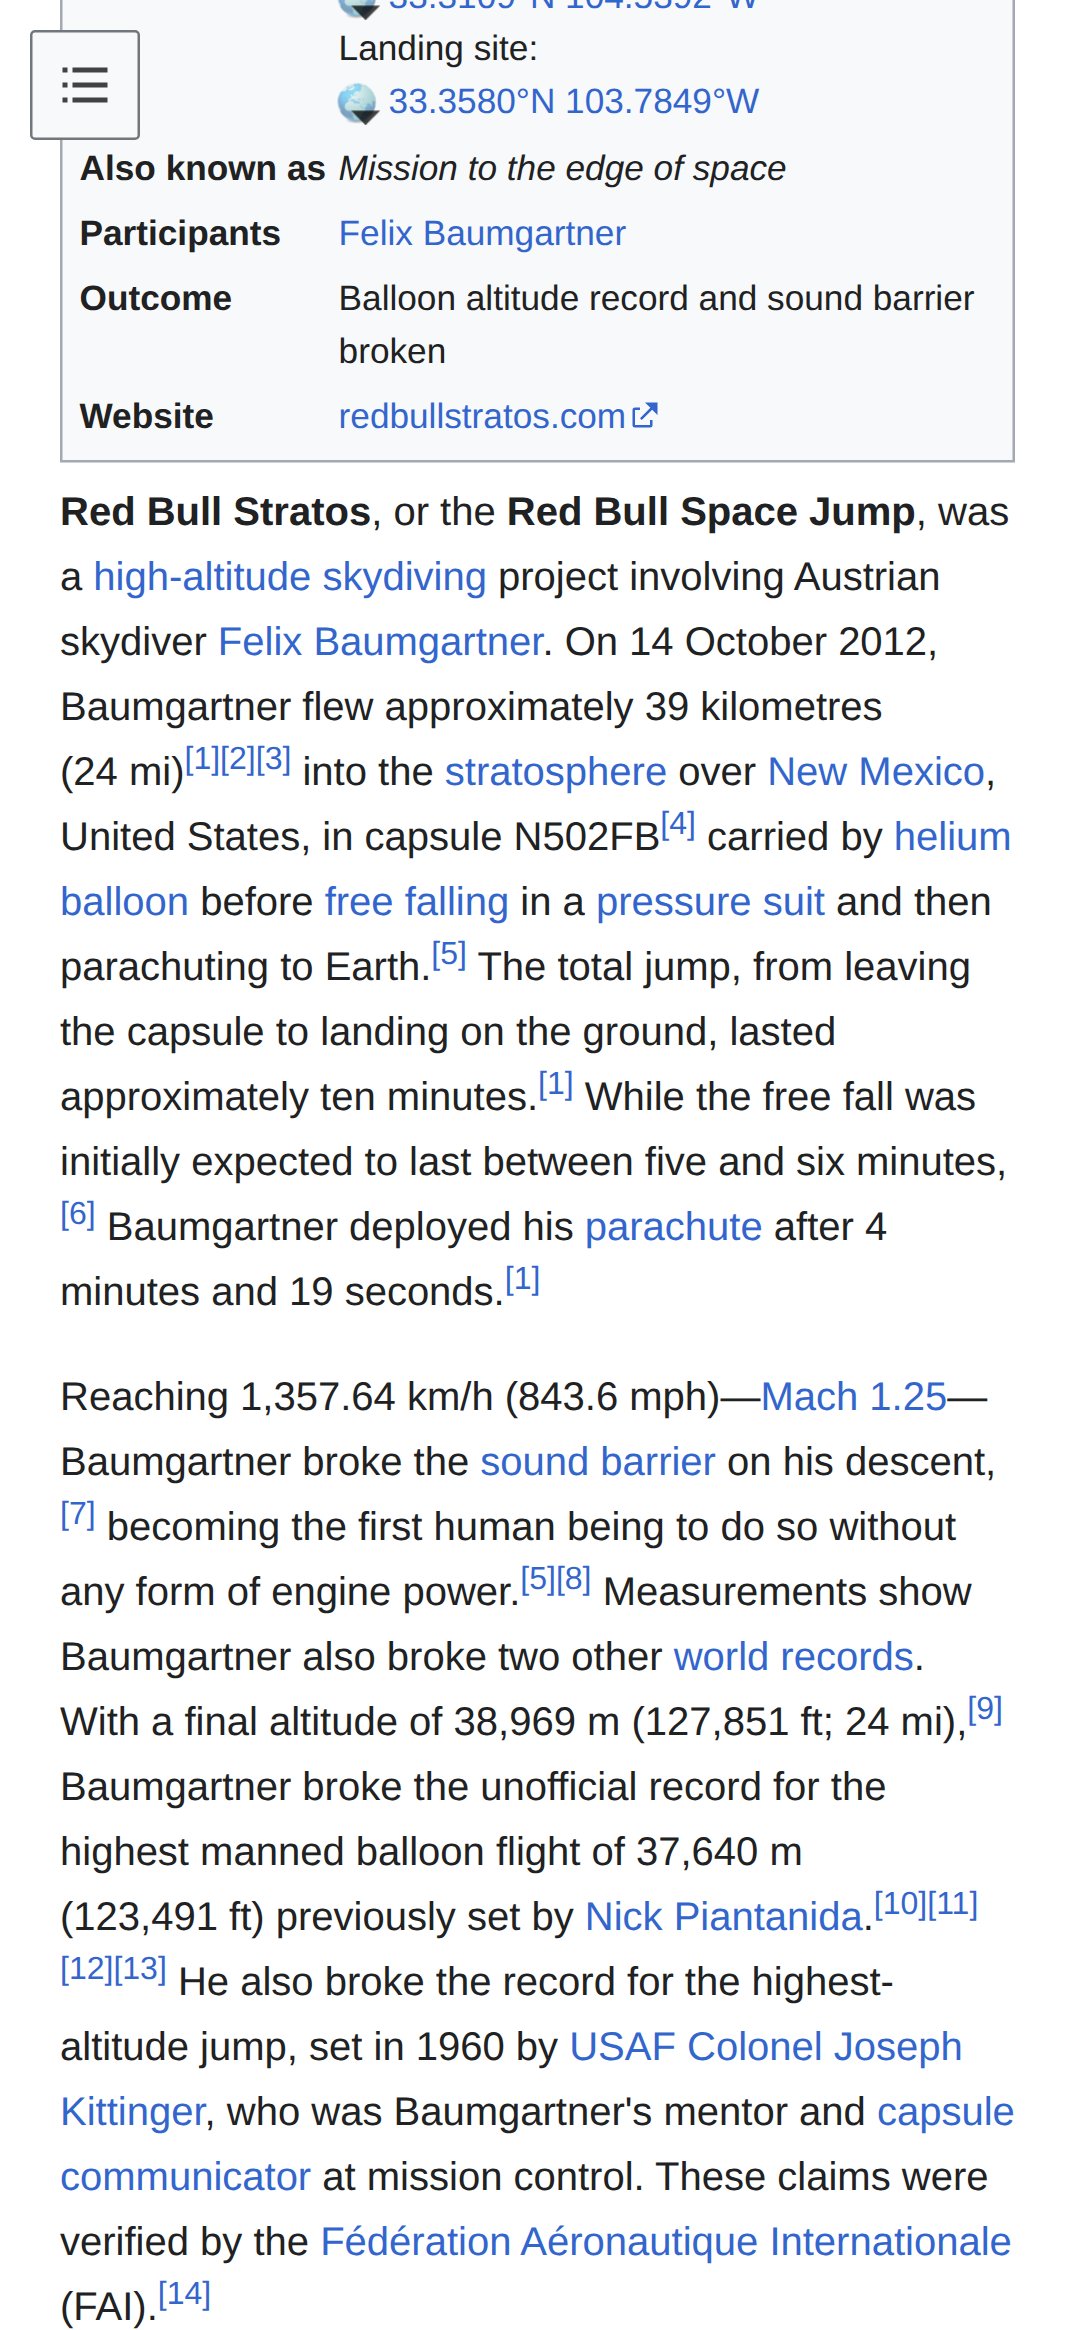 33.3109°N 104.5392°W
Landing site:
33.3580°N 103.7849°W
Also known as Mission to the edge of space
Participants Felix Baumgartner
Outcome Balloon altitude record and sound barrier
broken
Website redbullstratos.com
Red Bull Stratos, or the Red Bull Space Jump, was
a high-altitude skydiving project involving Austrian
skydiver Felix Baumgartner. On 14 October 2012,
Baumgartner flew approximately 39 kilometres
(24 mi)[1][2][3] into the stratosphere over New Mexico,
United States, in capsule N502FB[4] carried by helium
balloon before free falling in a pressure suit and then
parachuting to Earth.[5] The total jump, from leaving
the capsule to landing on the ground, lasted
approximately ten minutes.[1] While the free fall was
initially expected to last between five and six minutes,
[6] Baumgartner deployed his parachute after 4
minutes and 19 seconds.[1]
Reaching 1,357.64 km/h (843.6 mph)—Mach 1.25—
Baumgartner broke the sound barrier on his descent,
[7] becoming the first human being to do so without
any form of engine power.[5][8] Measurements show
Baumgartner also broke two other world records.
With a final altitude of 38,969 m (127,851 ft; 24 mi),[9]
Baumgartner broke the unofficial record for the
highest manned balloon flight of 37,640 m
(123,491 ft) previously set by Nick Piantanida.[10][11]
[12][13] He also broke the record for the highest-
altitude jump, set in 1960 by USAF Colonel Joseph
Kittinger, who was Baumgartner's mentor and capsule
communicator at mission control. These claims were
verified by the Fédération Aéronautique Internationale
(FAI).[14]